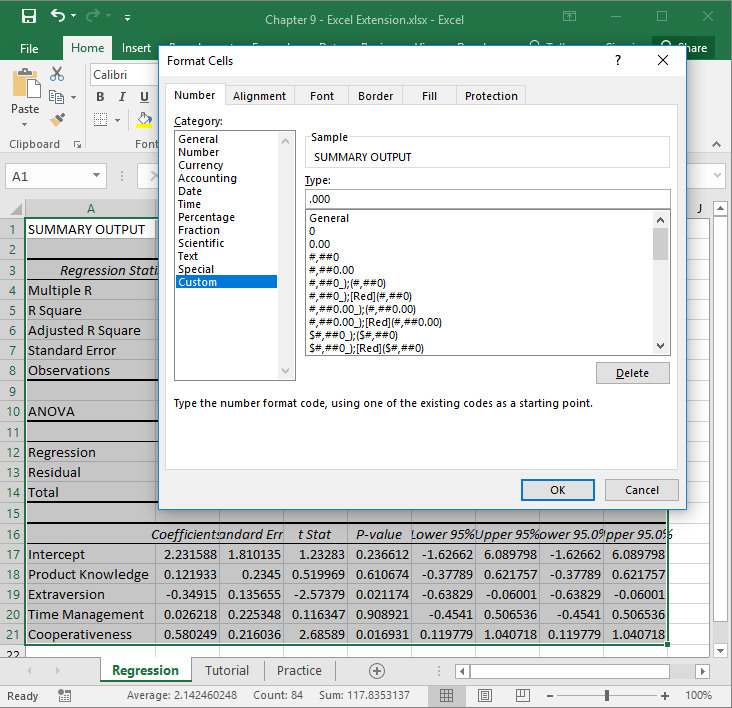 Chapter 9 - Excel Extension.xlsx - Excel
File Home Insert Share
Format Cells ?
Paste
Calibri
B I U
Clipboard
Font
A1
Number Alignment Font Border Fill Protection
Category:
General
Number
Currency
Accounting
Date
Time
Percentage
Fraction
Scientific
Text
Special
Custom
Sample
SUMMARY OUTPUT
Type:
.000
General
0
0.00
#,##0
#,##0.00
#,##0_);(#,##0)
#,##0_);[Red](#,##0)
#,##0.00_);(#,##0.00)
#,##0.00_);[Red](#,##0.00)
$#,##0_);($#,##0)
$#,##0_);[Red]($#,##0)
Delete
Type the number format code, using one of the existing codes as a starting point.
OK Cancel
A J
1 SUMMARY OUTPUT
2
3 Regression Stati
4 Multiple R
5 R Square
6 Adjusted R Square
7 Standard Error
8 Observations
9
10 ANOVA
11
12 Regression
13 Residual
14 Total
15
16 Coefficients andard Err t Stat P-value Lower 95% Upper 95% ower 95.0% pper 95.0%
17 Intercept 2.231588 1.810135 1.23283 0.236612 -1.62662 6.089798 -1.62662 6.089798
18 Product Knowledge 0.121933 0.2345 0.519969 0.610674 -0.37789 0.621757 -0.37789 0.621757
19 Extraversion -0.34915 0.135655 -2.57379 0.021174 -0.63829 -0.06001 -0.63829 -0.06001
20 Time Management 0.026218 0.225348 0.116347 0.908921 -0.4541 0.506536 -0.4541 0.506536
21 Cooperativeness 0.580249 0.216036 2.68589 0.016931 0.119779 1.040718 0.119779 1.040718
22
Regression Tutorial Practice
Ready Average: 2.142460248 Count: 84 Sum: 117.8353137 100%